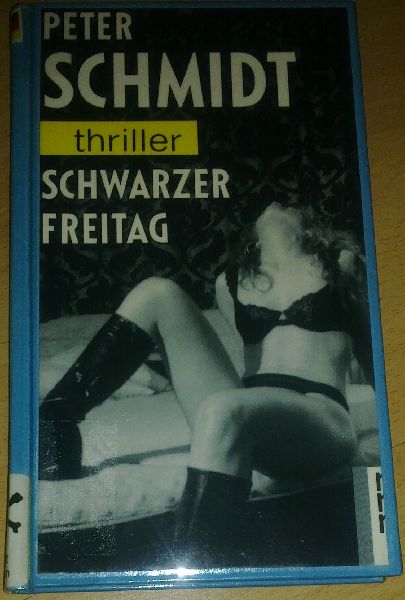 PETER
SCHMIDT
thriller
SCHWARZER
FREITAG